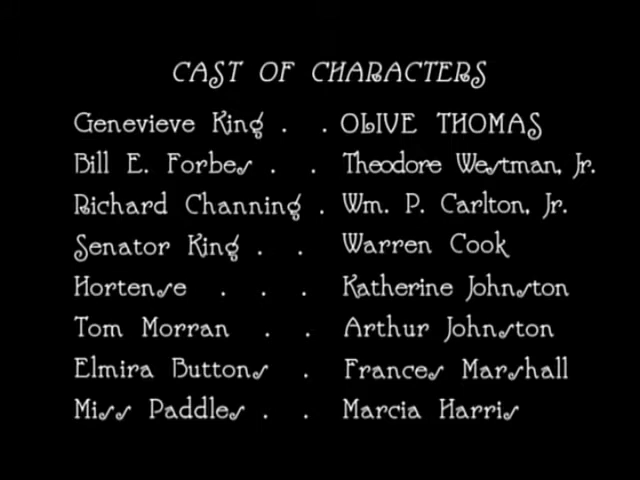 CAST OF CHARACTERS
Genevieve King . . OLIVE THOMAS
Bill E. Forbes . . Theodore Westman, Jr.
Richard Channing . Wm. P. Carlton, Jr.
Senator King . . Warren Cook
Hortense . . . Katherine Johnston
Tom Morran . . Arthur Johnston
Elmira Buttons . Frances Marshall
Miss Paddles . . Marcia Harris